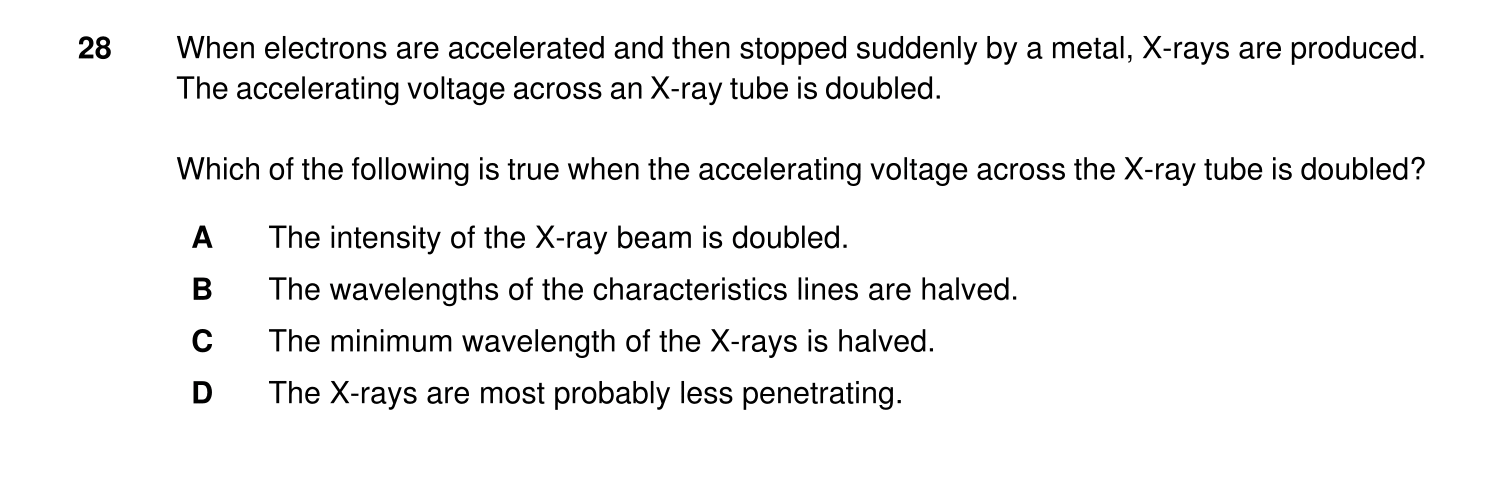 28 When electrons are accelerated and then stopped suddenly by a metal, X-rays are produced.
The accelerating voltage across an X-ray tube is doubled.
Which of the following is true when the accelerating voltage across the X-ray tube is doubled?
A The intensity of the X-ray beam is doubled.
B The wavelengths of the characteristics lines are halved.
C The minimum wavelength of the X-rays is halved.
D The X-rays are most probably less penetrating.